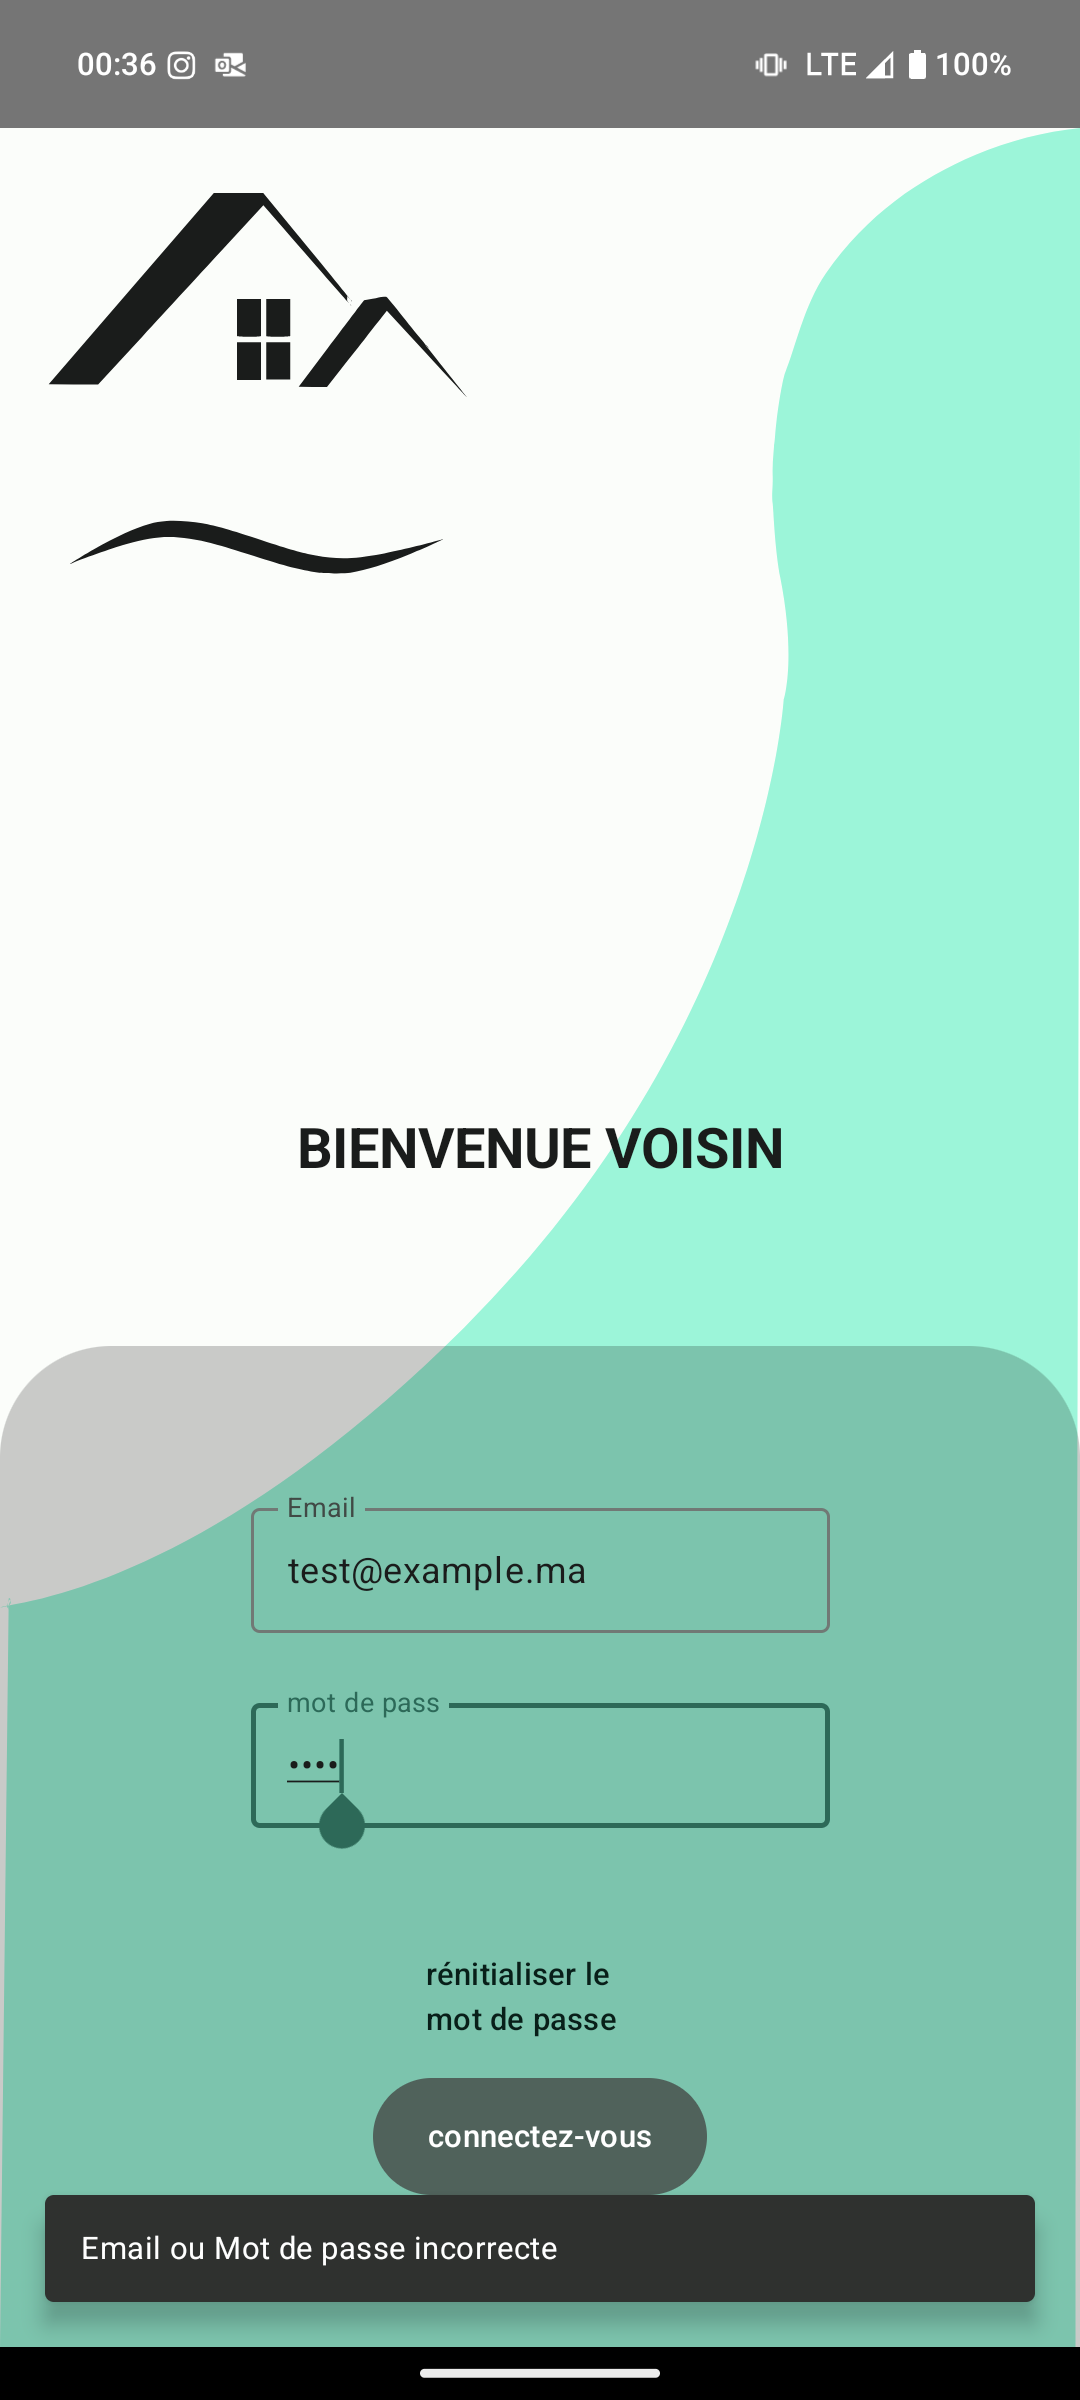 00:36 LTE 100%
BIENVENUE VOISIN
Email
test@example.ma
mot de pass
••••
rénitialiser le
mot de passe
connectez-vous
Email ou Mot de passe incorrecte